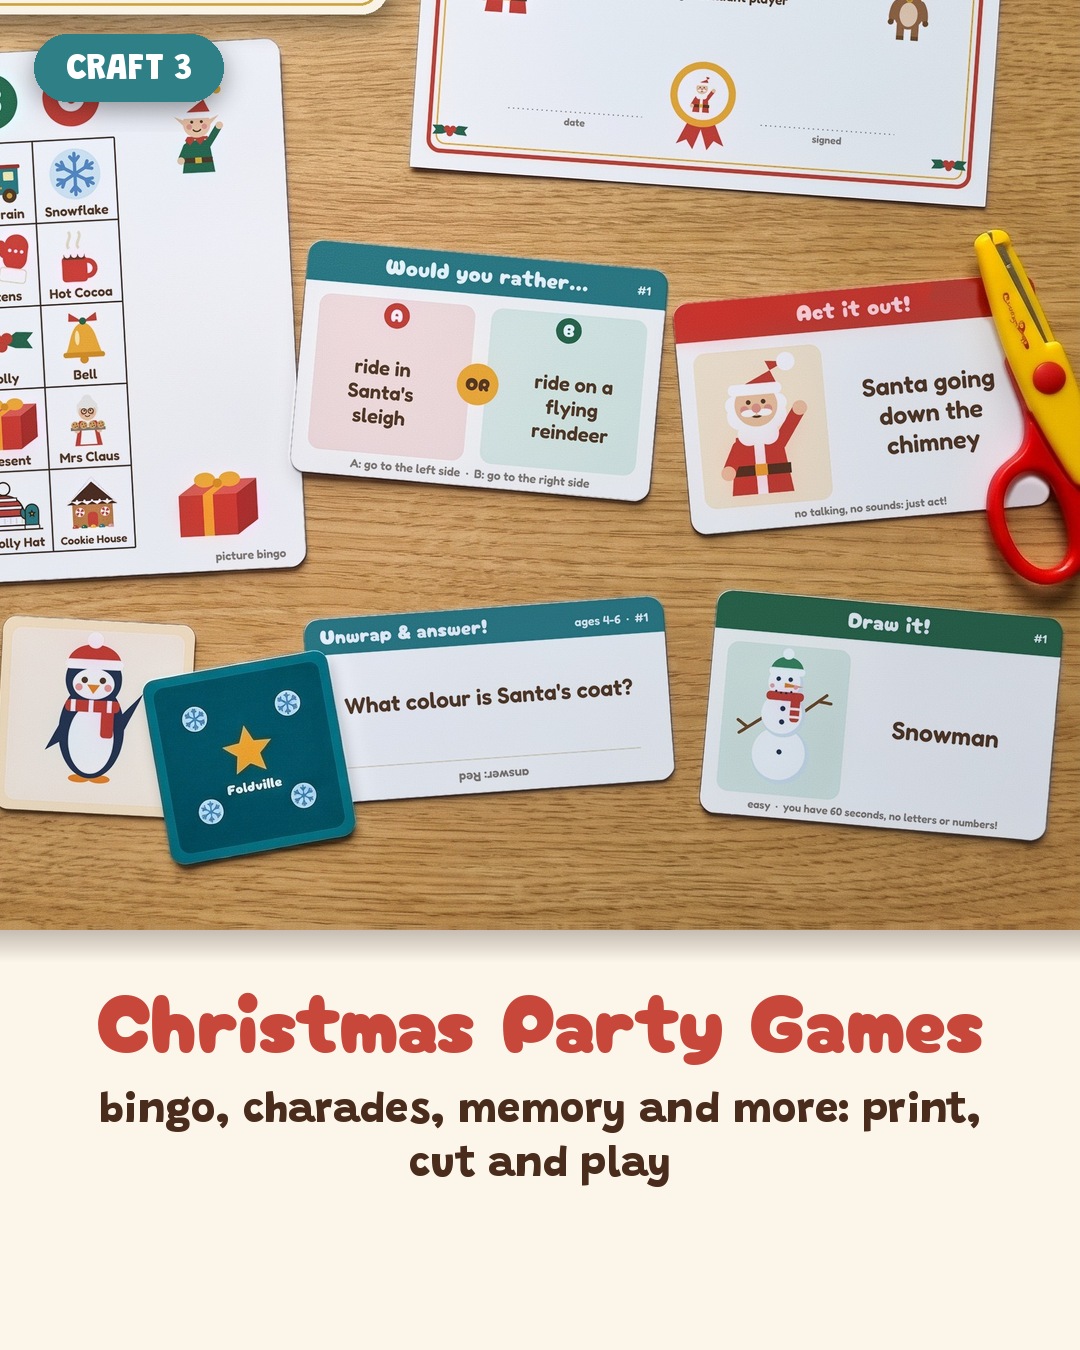 CRAFT 3
player
date
signed
Snowflake
Hot Cocoa
Bell
Mrs Claus
Cookie House
picture bingo
Would you rather...
#1
A
B
ride in
Santa's
sleigh
OR
ride on a
flying
reindeer
A: go to the left side · B: go to the right side
Act it out!
Santa going
down the
chimney
no talking, no sounds: just act!
Foldville
Unwrap & answer!
ages 4-6 · #1
What colour is Santa's coat?
answer: Red
Draw it!
#1
Snowman
easy · you have 60 seconds, no letters or numbers!
Christmas Party Games
bingo, charades, memory and more: print,
cut and play